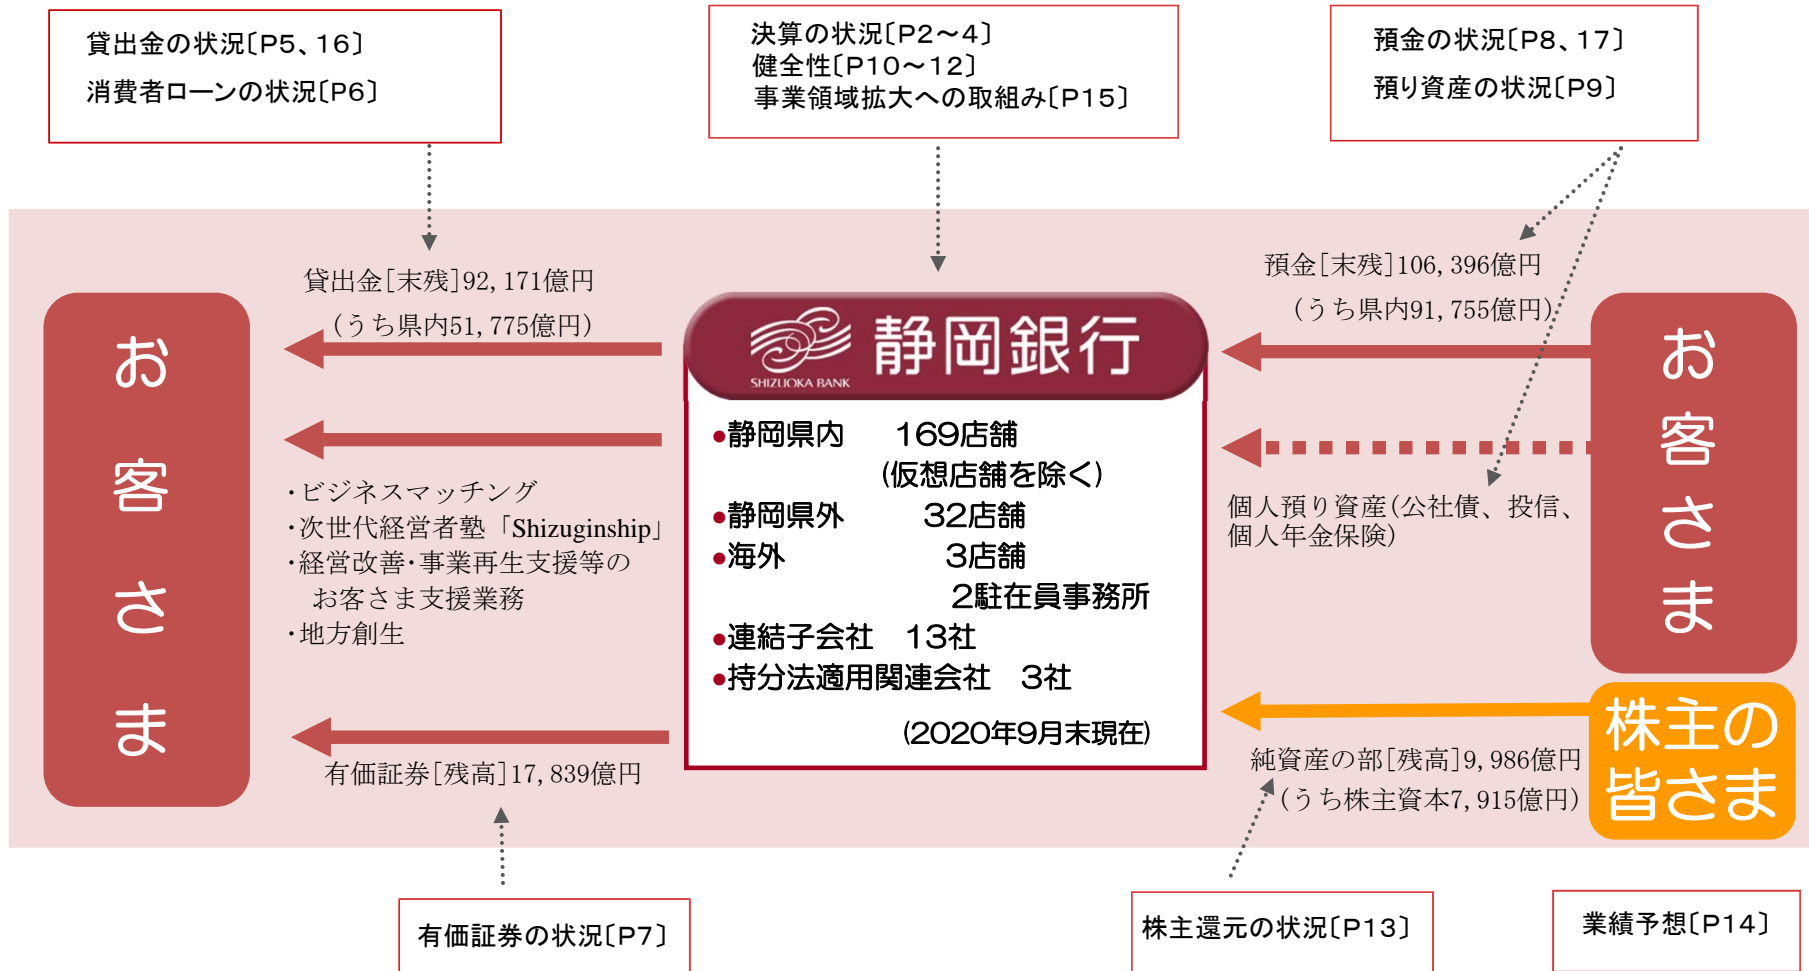 貸出金の状況〔P5、16〕
消費者ローンの状況〔P6〕
決算の状況〔P2～4〕
健全性〔P10～12〕
事業領域拡大への取組み〔P15〕
預金の状況〔P8、17〕
預り資産の状況〔P9〕
お客さま
貸出金[末残]92,171億円
(うち県内51,775億円)
・ビジネスマッチング
・次世代経営者塾「Shizuginship」
・経営改善・事業再生支援等の
お客さま支援業務
・地方創生
有価証券[残高]17,839億円
SHIZUOKA BANK
静岡銀行
●静岡県内 169店舗
(仮想店舗を除く)
●静岡県外 32店舗
●海外 3店舗
2駐在員事務所
●連結子会社 13社
●持分法適用関連会社 3社
(2020年9月末現在)
預金[末残]106,396億円
(うち県内91,755億円)
個人預り資産(公社債、投信、
個人年金保険)
純資産の部[残高]9,986億円
(うち株主資本7,915億円)
お客さま
株主の
皆さま
有価証券の状況〔P7〕
株主還元の状況〔P13〕
業績予想〔P14〕